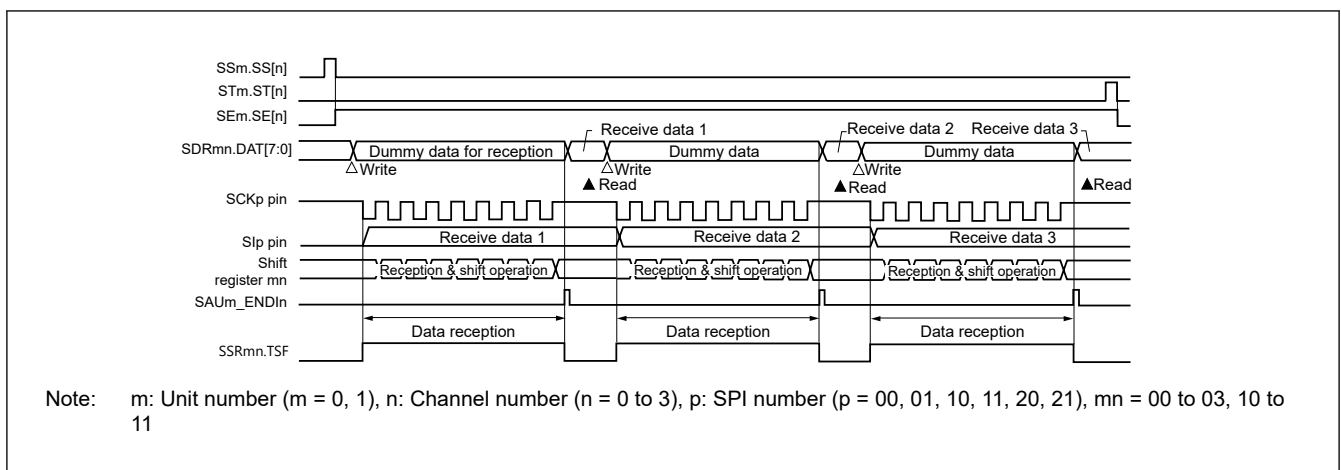 SSm.SS[n]
STm.ST[n]
SEm.SE[n]
Receive data 1
Receive data 2
Receive data 3
SDRmn.DAT[7:0]
Dummy data for reception
Dummy data
Dummy data
△Write
△Write
△Write
▲Read
▲Read
▲Read
SCKp pin
SIp pin
Receive data 1
Receive data 2
Receive data 3
Shift
register mn
Reception & shift operation
Reception & shift operation
Reception & shift operation
SAUm_ENDIn
Data reception
Data reception
Data reception
SSRmn.TSF
Note: m: Unit number (m = 0, 1), n: Channel number (n = 0 to 3), p: SPI number (p = 00, 01, 10, 11, 20, 21), mn = 00 to 03, 10 to
11